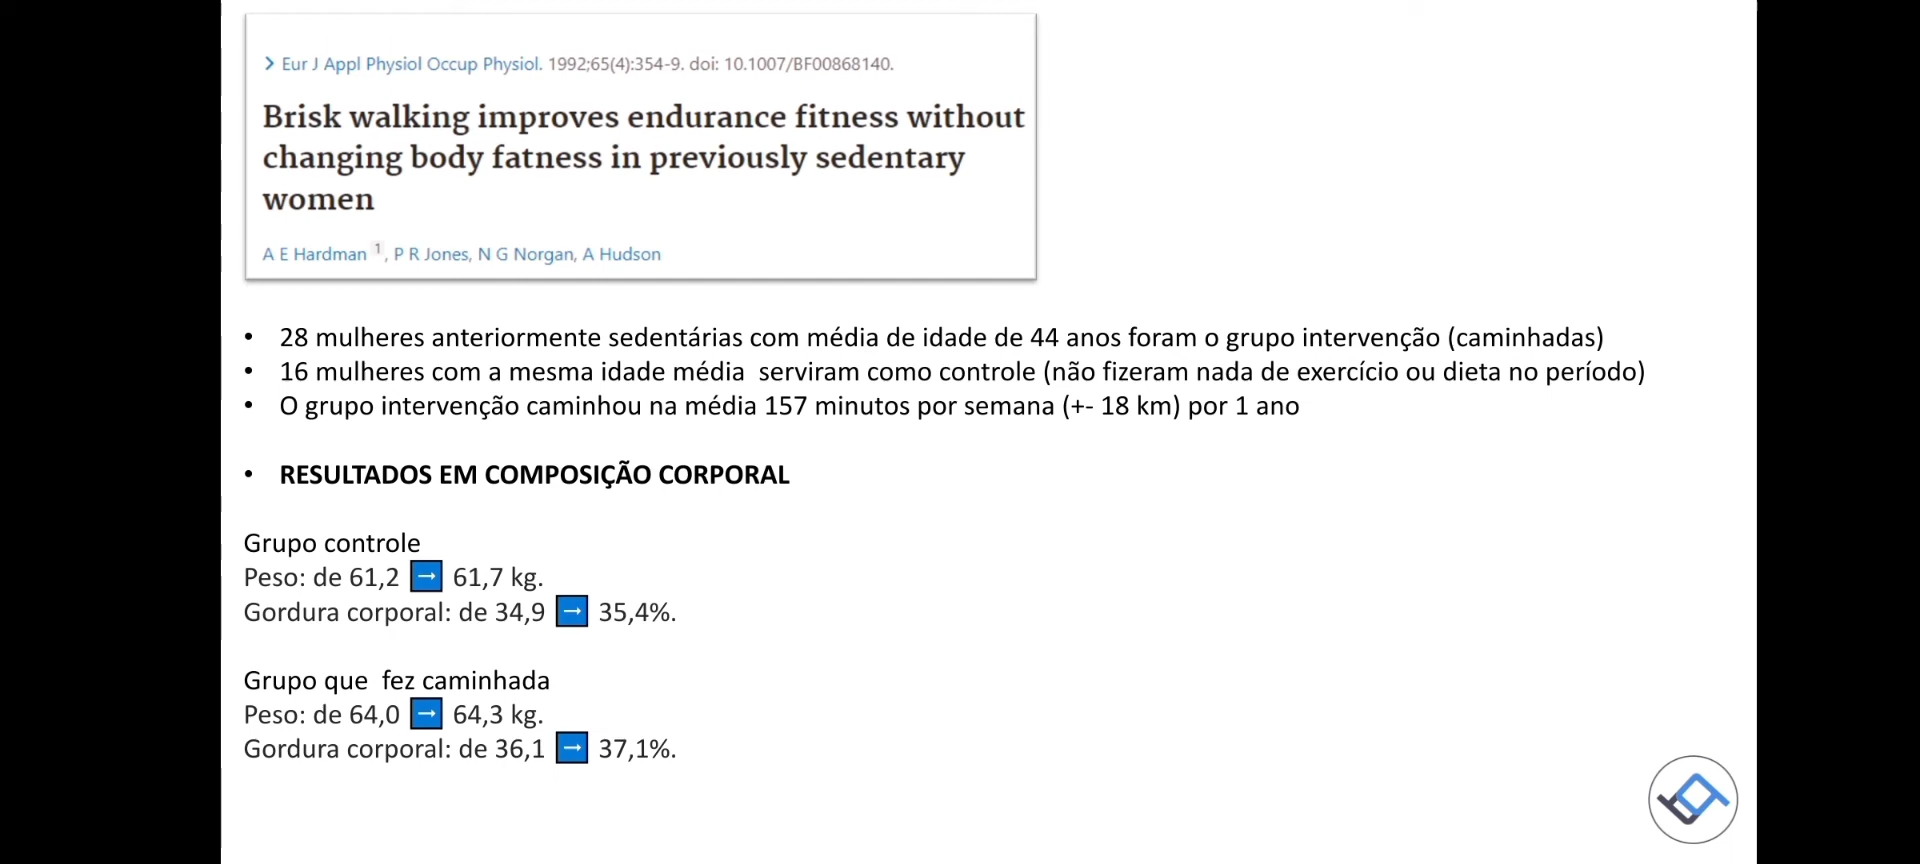 > Eur J Appl Physiol Occup Physiol. 1992;65(4):354-9. doi: 10.1007/BF00868140.
Brisk walking improves endurance fitness without
changing body fatness in previously sedentary
women
A E Hardman 1, P R Jones, N G Norgan, A Hudson
• 28 mulheres anteriormente sedentárias com média de idade de 44 anos foram o grupo intervenção (caminhadas)
• 16 mulheres com a mesma idade média serviram como controle (não fizeram nada de exercício ou dieta no período)
• O grupo intervenção caminhou na média 157 minutos por semana (+- 18 km) por 1 ano
• RESULTADOS EM COMPOSIÇÃO CORPORAL
Grupo controle
Peso: de 61,2 → 61,7 kg.
Gordura corporal: de 34,9 → 35,4%.
Grupo que fez caminhada
Peso: de 64,0 → 64,3 kg.
Gordura corporal: de 36,1 → 37,1%.